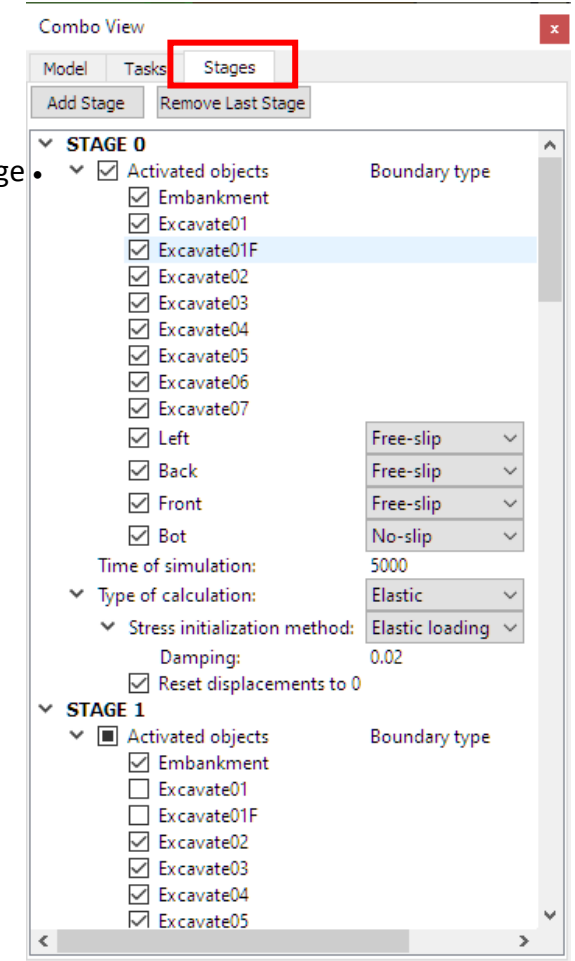 Combo View
x
Model Tasks Stages
Add Stage Remove Last Stage
STAGE 0
ge • Activated objects Boundary type
Embankment
Excavate01
Excavate01F
Excavate02
Excavate03
Excavate04
Excavate05
Excavate06
Excavate07
Left Free-slip
Back Free-slip
Front Free-slip
Bot No-slip
Time of simulation: 5000
Type of calculation: Elastic
Stress initialization method: Elastic loading
Damping: 0.02
Reset displacements to 0
STAGE 1
Activated objects Boundary type
Embankment
Excavate01
Excavate01F
Excavate02
Excavate03
Excavate04
Excavate05